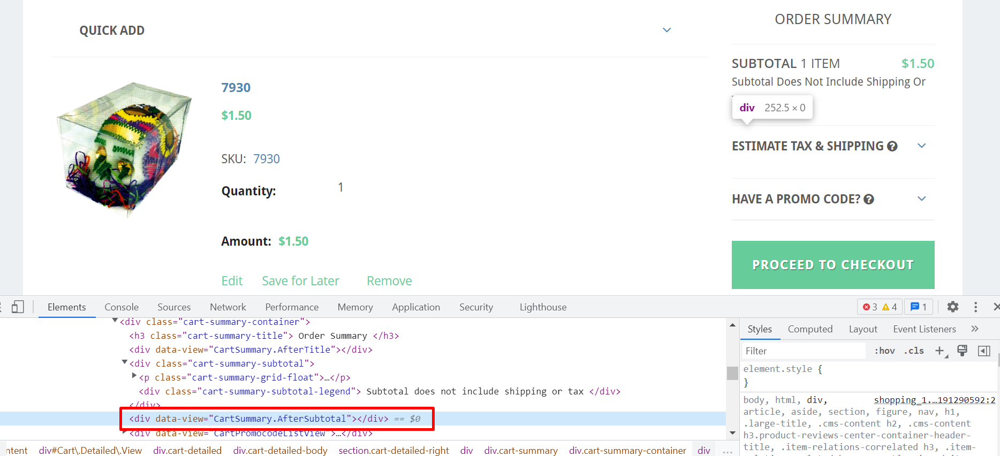 QUICK ADD
7930
$1.50
SKU: 7930
Quantity: 1
Amount: $1.50
Edit Save for Later Remove
ORDER SUMMARY
SUBTOTAL 1 ITEM $1.50
Subtotal Does Not Include Shipping Or
div 252.5 × 0
ESTIMATE TAX & SHIPPING ?
HAVE A PROMO CODE? ?
PROCEED TO CHECKOUT
Elements Console Sources Network Performance Memory Application Security Lighthouse 3 4 1
<div class="cart-summary-container">
<h3 class="cart-summary-title"> Order Summary </h3>
<div data-view="CartSummary.AfterTitle"></div>
<div class="cart-summary-subtotal">
<p class="cart-summary-grid-float">…</p>
<div class="cart-summary-subtotal-legend"> Subtotal does not include shipping or tax </div>
</div>
<div data-view="CartSummary.AfterSubtotal"></div> == $0
<div data-view="CartPromocodeListView">…</div>
ntent div#Cart\.Detailed\.View div.cart-detailed div.cart-detailed-body section.cart-detailed-right div div.cart-summary div.cart-summary-container div ...
Styles Computed Layout Event Listeners »
Filter :hov .cls +
element.style {
}
body, html, div, shopping_1.…191290592:2
article, aside, section, figure, nav, h1,
.large-title, .cms-content h2, .cms-content
h3.product-reviews-center-container-header-
title, .item-relations-correlated h3, .item-